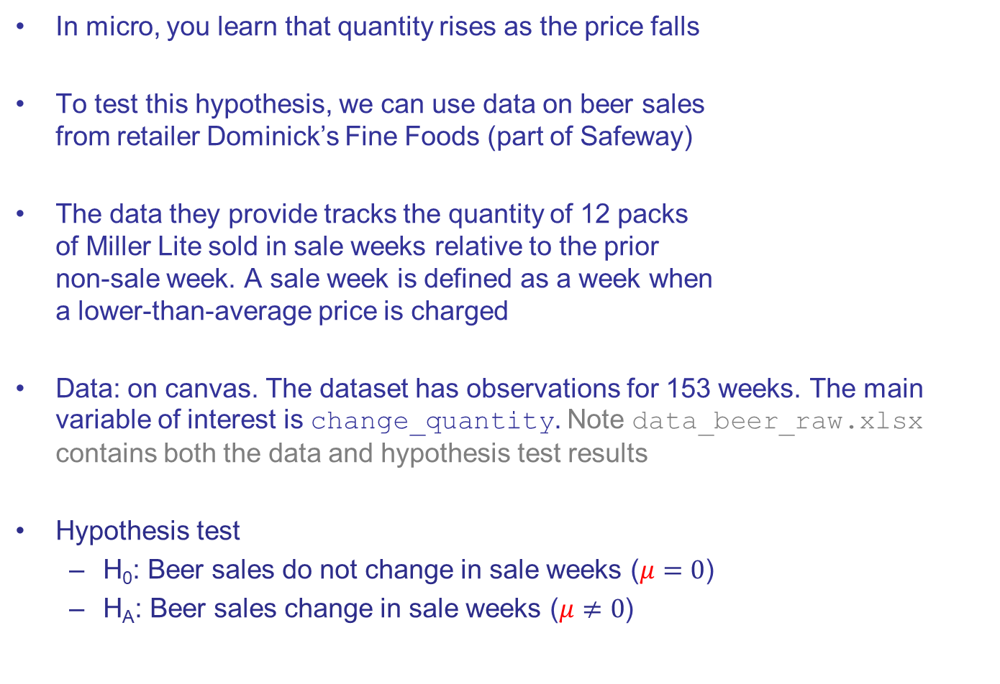 • In micro, you learn that quantity rises as the price falls
• To test this hypothesis, we can use data on beer sales
from retailer Dominick’s Fine Foods (part of Safeway)
• The data they provide tracks the quantity of 12 packs
of Miller Lite sold in sale weeks relative to the prior
non-sale week. A sale week is defined as a week when
a lower-than-average price is charged
• Data: on canvas. The dataset has observations for 153 weeks. The main
variable of interest is change_quantity. Note data_beer_raw.xlsx
contains both the data and hypothesis test results
• Hypothesis test
– H₀: Beer sales do not change in sale weeks (μ = 0)
– H_A: Beer sales change in sale weeks (μ ≠ 0)